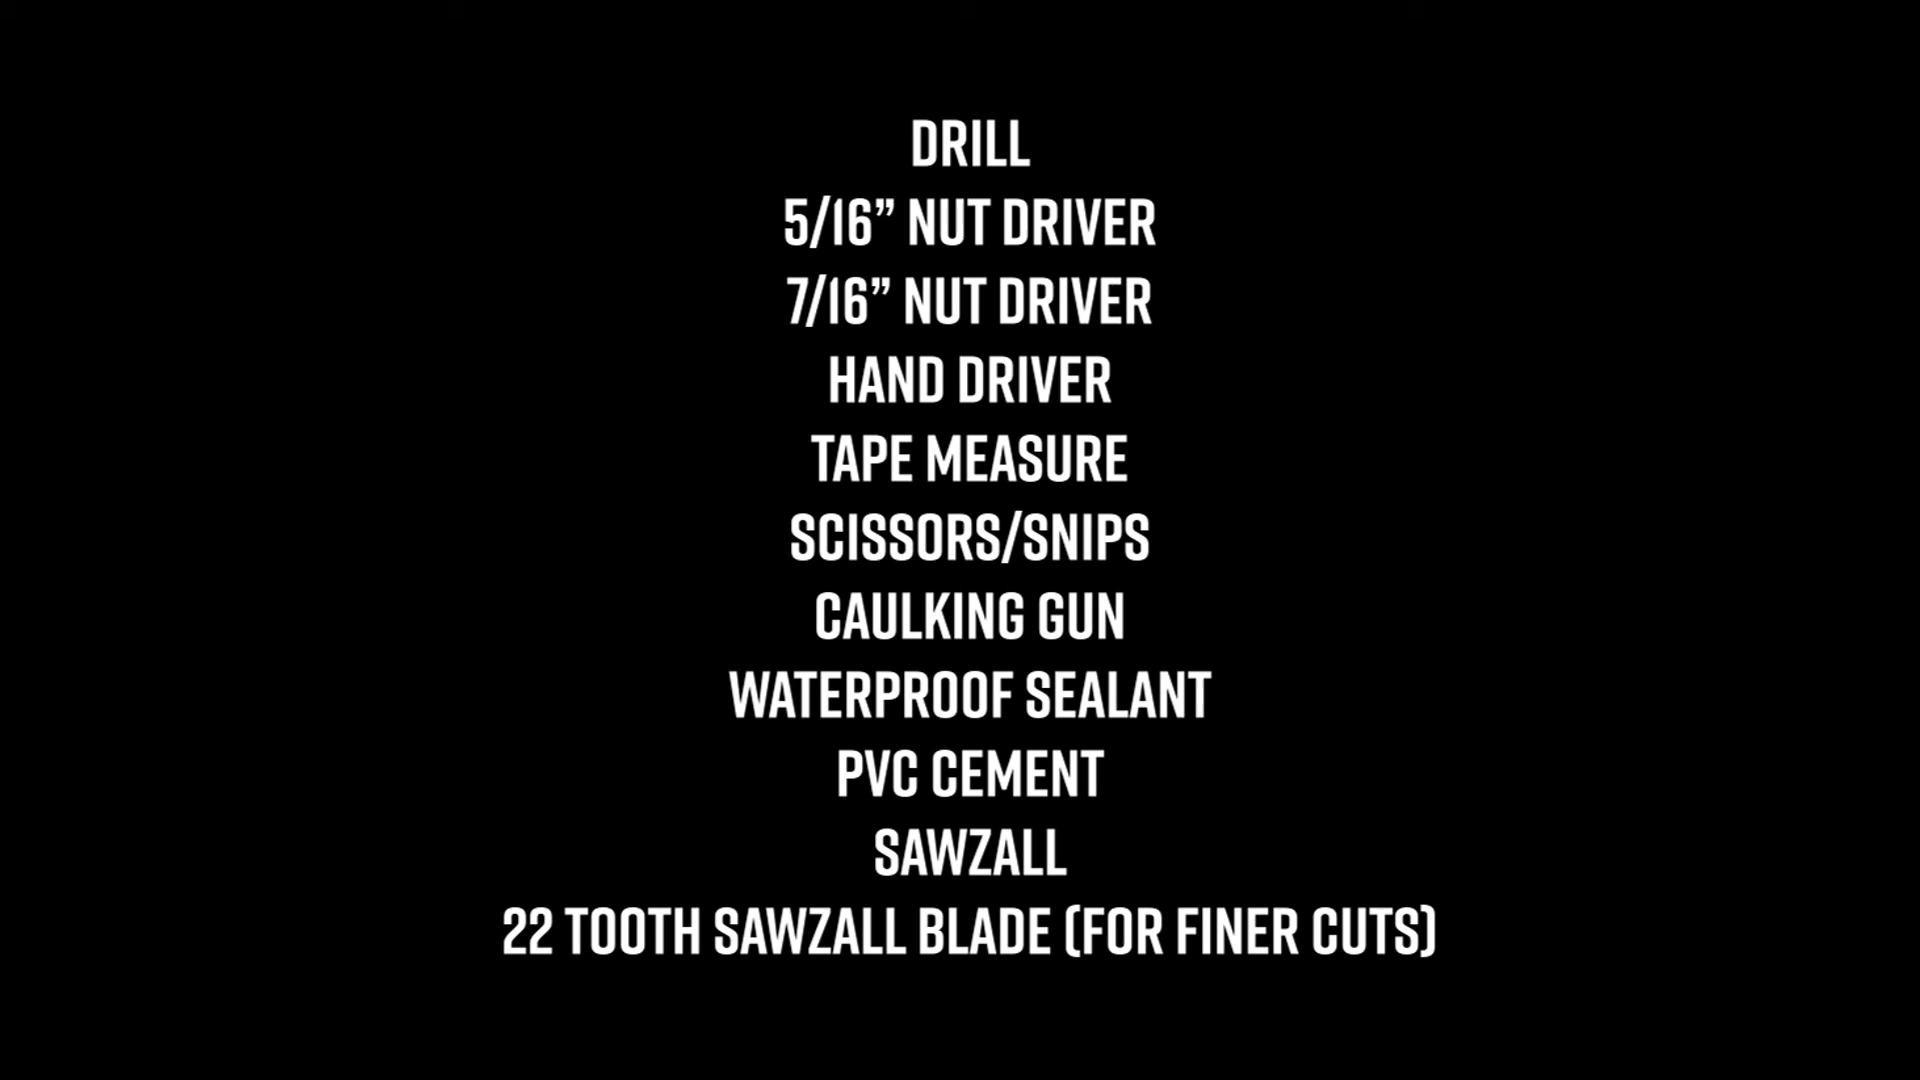 DRILL
5/16” NUT DRIVER
7/16” NUT DRIVER
HAND DRIVER
TAPE MEASURE
SCISSORS/SNIPS
CAULKING GUN
WATERPROOF SEALANT
PVC CEMENT
SAWZALL
22 TOOTH SAWZALL BLADE (FOR FINER CUTS)